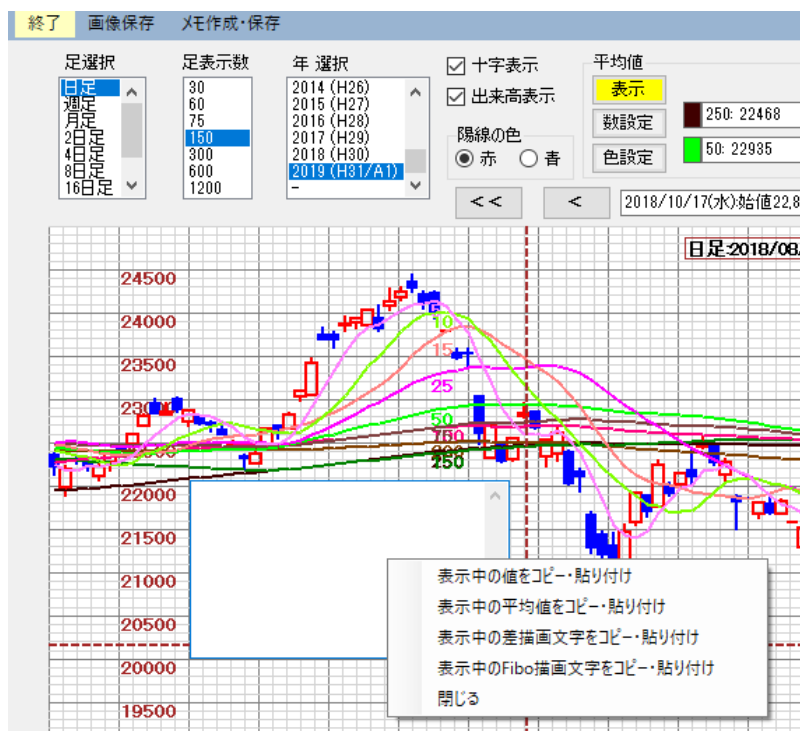 終了 画像保存 メモ作成・保存
足選択
足表示数
年 選択
日足
週足
月足
2日足
4日足
8日足
16日足
30
60
75
150
300
600
1200
2014 (H26)
2015 (H27)
2016 (H28)
2017 (H29)
2018 (H30)
2019 (H31/A1)
-
十字表示
出来高表示
陽線の色
赤 青
平均値
表示
数設定
色設定
250: 22468
50: 22935
<< <
2018/10/17(水):始値22,8
日足:2018/08
24500
24000
23500
22000
21500
21000
20500
20000
19500
10
15
25
50
250
表示中の値をコピー・貼り付け
表示中の平均値をコピー・貼り付け
表示中の差描画文字をコピー・貼り付け
表示中のFibo描画文字をコピー・貼り付け
閉じる